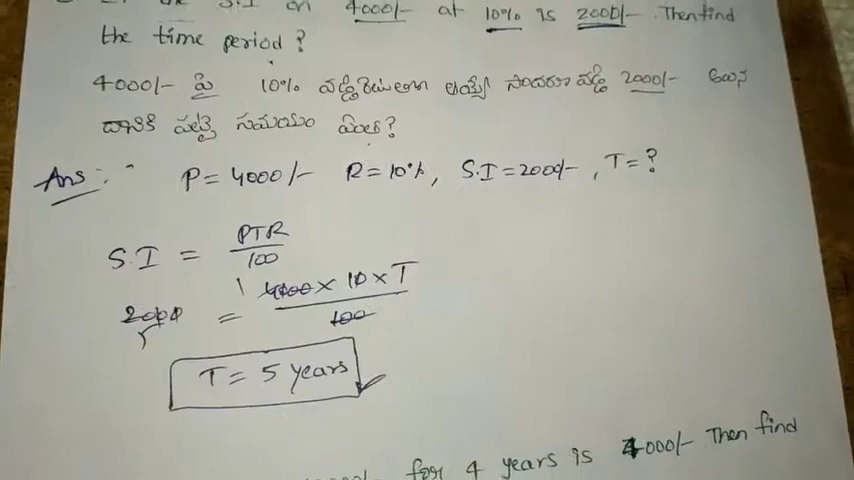 the S.I on 4000/- at 10% is 2000/- Then find
the time period?
4000/- పై 10% వడ్డీ రేటు సాధారణ వడ్డీ 2000/- అయిన
దానికి పట్టే సమయం ఎంత?
Ans:- P = 4000/- R = 10%, S.I = 2000/-, T = ?
S.I = PTR
100
2000 = 4000 × 10 × T
100
T = 5 years
for 4 years is 4000/- Then find